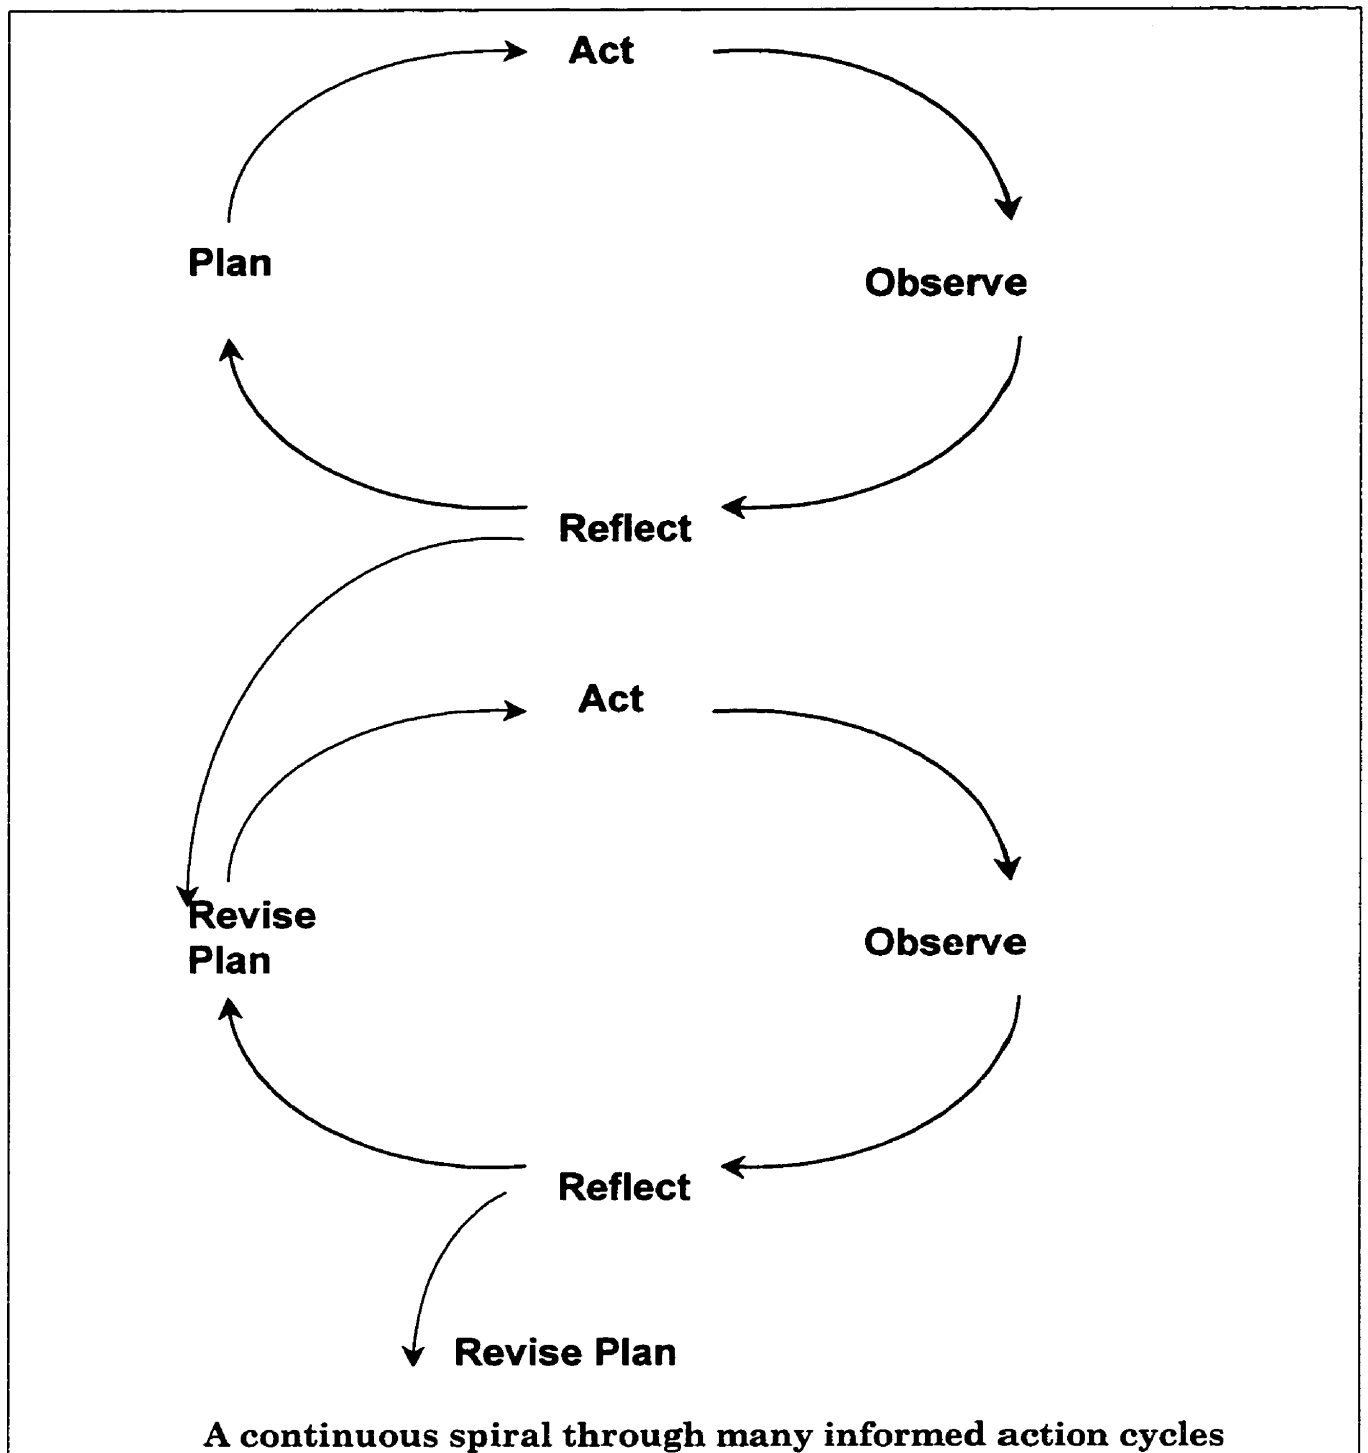 Act
Plan
Observe
Reflect
Act
Revise
Plan
Observe
Reflect
Revise Plan
A continuous spiral through many informed action cycles